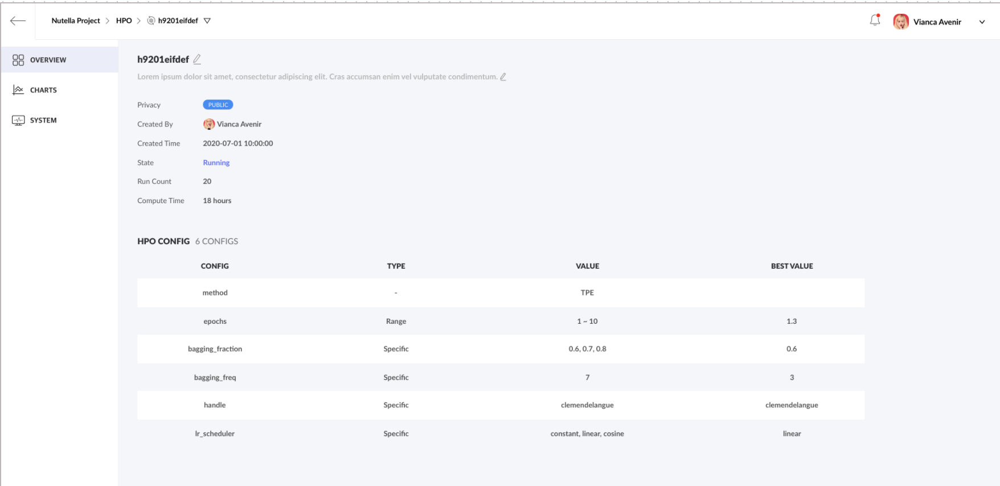 Nutella Project > HPO > h9201eifdef
Vianca Avenir
OVERVIEW
CHARTS
SYSTEM
h9201eifdef
Lorem ipsum dolor sit amet, consectetur adipiscing elit. Cras accumsan enim vel vulputate condimentum.
Privacy PUBLIC
Created By Vianca Avenir
Created Time 2020-07-01 10:00:00
State Running
Run Count 20
Compute Time 18 hours
HPO CONFIG 6 CONFIGS
CONFIG TYPE VALUE BEST VALUE
method - TPE
epochs Range 1 ~ 10 1.3
bagging_fraction Specific 0.6, 0.7, 0.8 0.6
bagging_freq Specific 7 3
handle Specific clemendelangue clemendelangue
lr_scheduler Specific constant, linear, cosine linear